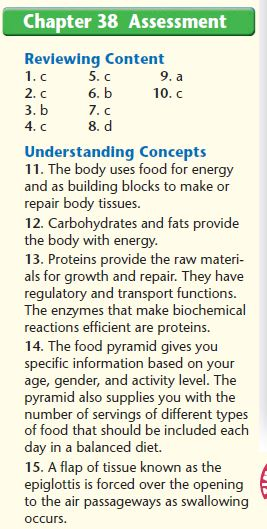 Chapter 38 Assessment
Reviewing Content
1. c 5. c 9. a
2. c 6. b 10. c
3. b 7. c
4. c 8. d
Understanding Concepts
11. The body uses food for energy
and as building blocks to make or
repair body tissues.
12. Carbohydrates and fats provide
the body with energy.
13. Proteins provide the raw materi-
als for growth and repair. They have
regulatory and transport functions.
The enzymes that make biochemical
reactions efficient are proteins.
14. The food pyramid gives you
specific information based on your
age, gender, and activity level. The
pyramid also supplies you with the
number of servings of different types
of food that should be included each
day in a balanced diet.
15. A flap of tissue known as the
epiglottis is forced over the opening
to the air passageways as swallowing
occurs.